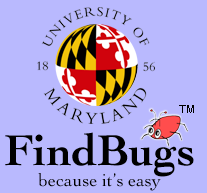 UNIVERSITY OF
18 56
MARYLAND
TM
FindBugs
because it's easy